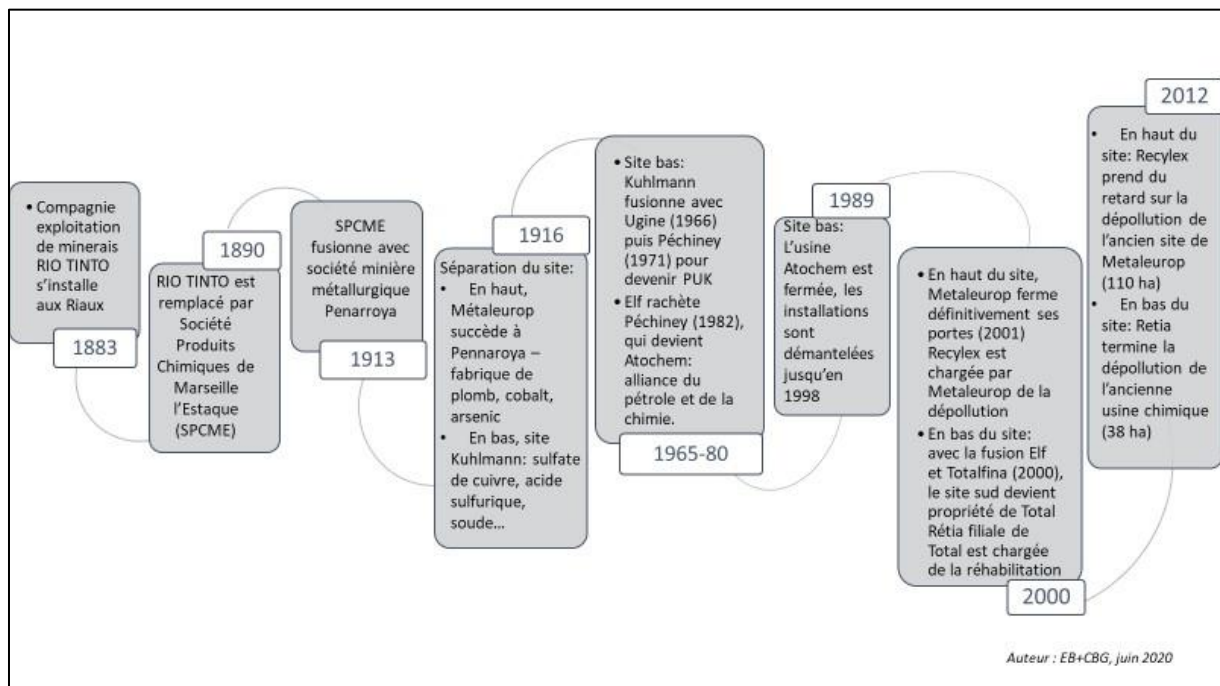 • Compagnie
exploitation
de minerais
RIO TINTO
s'installe
aux Riaux
1883
1890
RIO TINTO est
remplacé par
Société
Produits
Chimiques de
Marseille
l'Estaque
(SPCME)
SPCME
fusionne avec
société minière
métallurgique
Penarroya
1913
1916
Séparation du site:
• En haut,
Métaleurop
succède à
Pennaroya –
fabrique de
plomb, cobalt,
arsenic
• En bas, site
Kuhlmann: sulfate
de cuivre, acide
sulfurique,
soude…
• Site bas:
Kuhlmann
fusionne avec
Ugine (1966)
puis Péchiney
(1971) pour
devenir PUK
• Elf rachète
Péchiney (1982),
qui devient
Atochem:
alliance du
pétrole et de la
chimie.
1965-80
1989
Site bas:
L'usine
Atochem est
fermée, les
installations
sont
démantelées
jusqu'en
1998
• En haut du site,
Metaleurop ferme
définitivement ses
portes (2001)
Recylex est
chargée par
Metaleurop de la
dépollution
• En bas du site:
avec la fusion Elf
et Totalfina (2000),
le site sud devient
propriété de Total
Rétia filiale de
Total est chargée
de la réhabilitation
2000
2012
• En haut du
site: Recylex
prend du
retard sur la
dépollution de
l'ancien site de
Metaleurop
(110 ha)
• En bas du
site: Retia
termine la
dépollution de
l'ancienne
usine chimique
(38 ha)
Auteur : EB+CBG, juin 2020